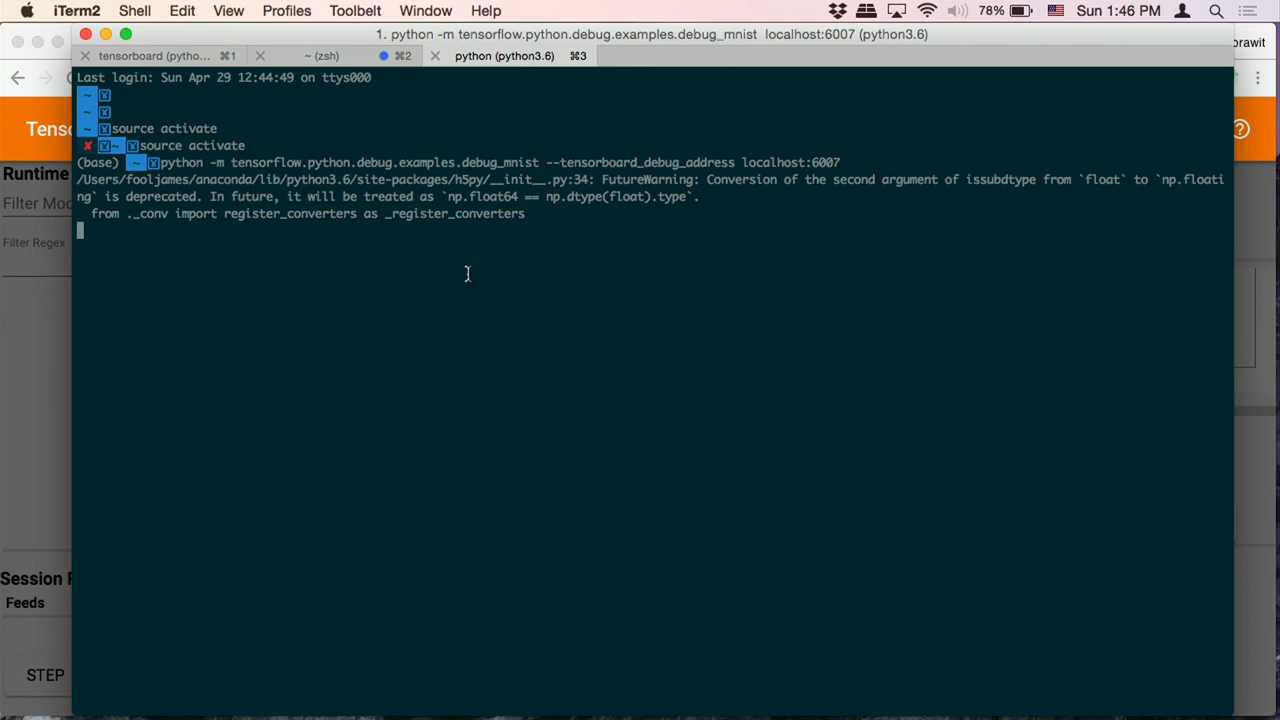 iTerm2 Shell Edit View Profiles Toolbelt Window Help 78% Sun 1:46 PM
1. python -m tensorflow.python.debug.examples.debug_mnist localhost:6007 (python3.6)
tensorboard (pytho... ⌘1 ~ (zsh) ⌘2 python (python3.6) ⌘3
Last login: Sun Apr 29 12:44:49 on ttys000
~
~
~ source activate
✘ ~ source activate
(base) ~ python -m tensorflow.python.debug.examples.debug_mnist --tensorboard_debug_address localhost:6007
/Users/fooljames/anaconda/lib/python3.6/site-packages/h5py/__init__.py:34: FutureWarning: Conversion of the second argument of issubdtype from `float` to `np.floati
ng` is deprecated. In future, it will be treated as `np.float64 == np.dtype(float).type`.
from ._conv import register_converters as _register_converters
orawit
Tens
Runtime
Filter Mod
Filter Regex
Session R
Feeds
STEP